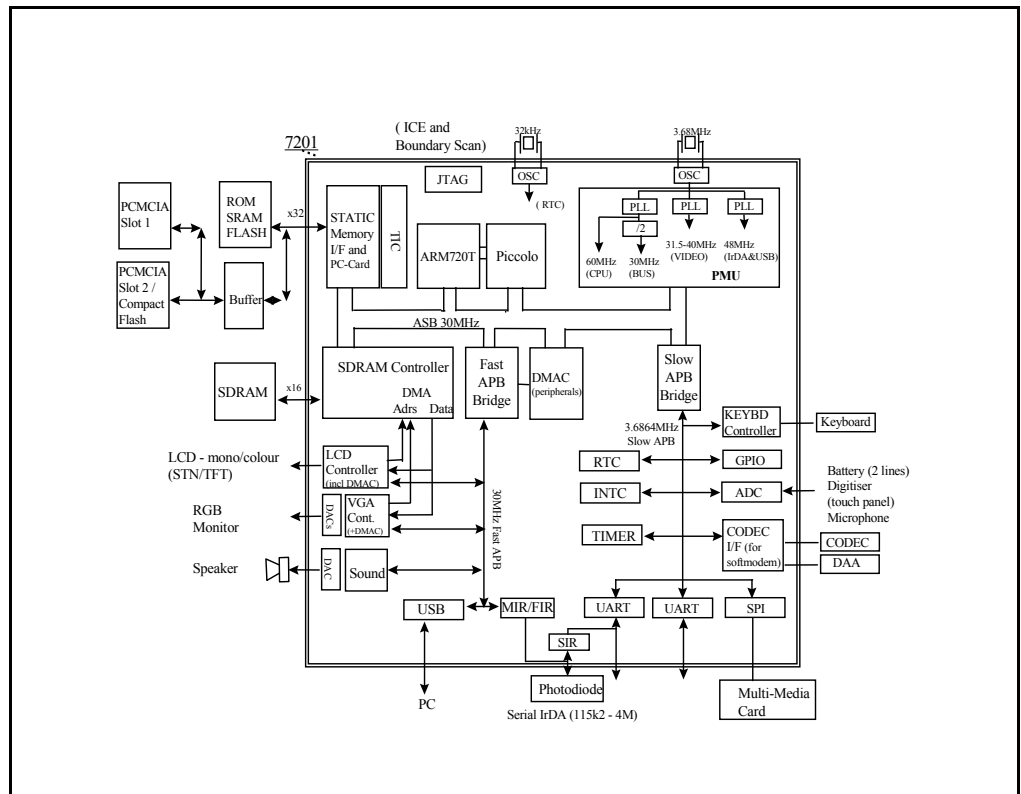 ( ICE and
Boundary Scan)
32kHz
3.68MHz
7201
JTAG
OSC
OSC
( RTC)
PCMCIA
Slot 1
ROM
SRAM
FLASH
x32
STATIC
Memory
I/F and
PC-Card
TIC
ARM720T
Piccolo
PLL
PLL
PLL
/2
60MHz
(CPU)
30MHz
(BUS)
31.5-40MHz
(VIDEO)
48MHz
(IrDA&USB)
PMU
PCMCIA
Slot 2 /
Compact
Flash
Buffer
ASB 30MHz
SDRAM
x16
SDRAM Controller
DMA
Adrs Data
Fast
APB
Bridge
DMAC
(peripherals)
Slow
APB
Bridge
3.6864MHz
Slow APB
KEYBD
Controller
Keyboard
LCD - mono/colour
(STN/TFT)
LCD
Controller
(incl DMAC)
RTC
GPIO
30MHz Fast APB
INTC
ADC
Battery (2 lines)
Digitiser
(touch panel)
Microphone
RGB
Monitor
DACs
VGA
Cont.
(+DMAC)
TIMER
CODEC
I/F (for
softmodem)
CODEC
DAA
Speaker
DAC
Sound
USB
MIR/FIR
UART
UART
SPI
SIR
PC
Photodiode
Serial IrDA (115k2 - 4M)
Multi-Media
Card